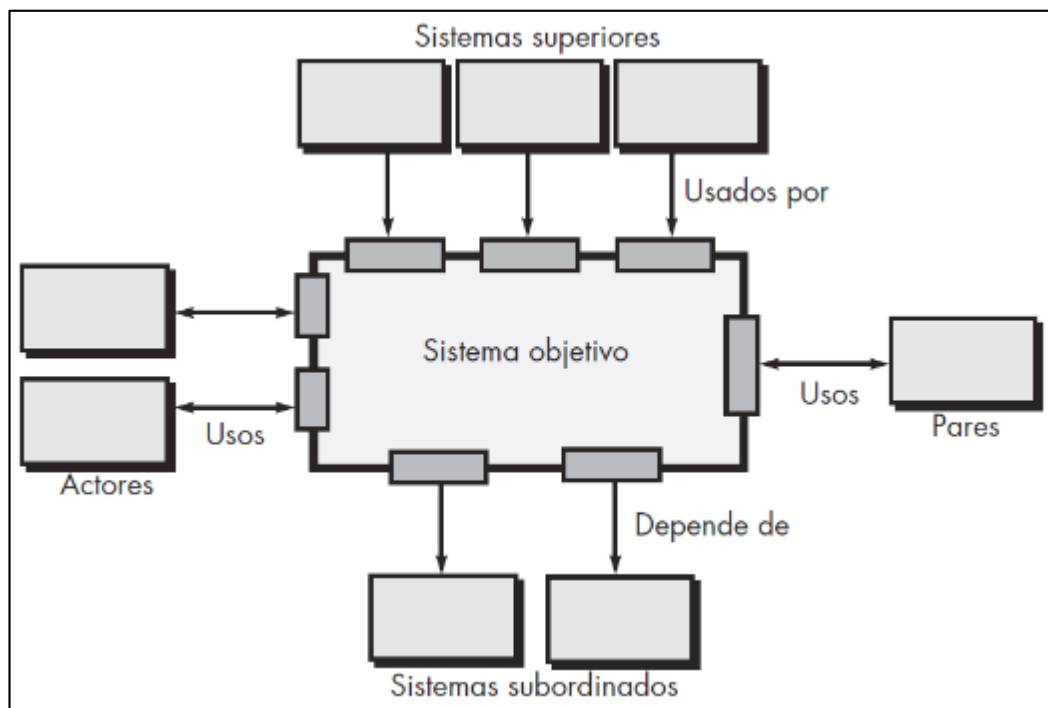 Sistemas superiores
Usados por
Sistema objetivo
Usos
Usos
Actores
Pares
Depende de
Sistemas subordinados